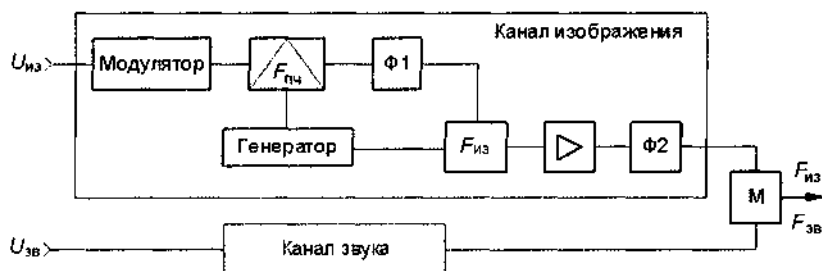 Канал изображения
Uиз
Модулятор
Fпч
Ф1
Генератор
Fиз
Ф2
М
Fиз
Fзв
Uзв
Канал звука